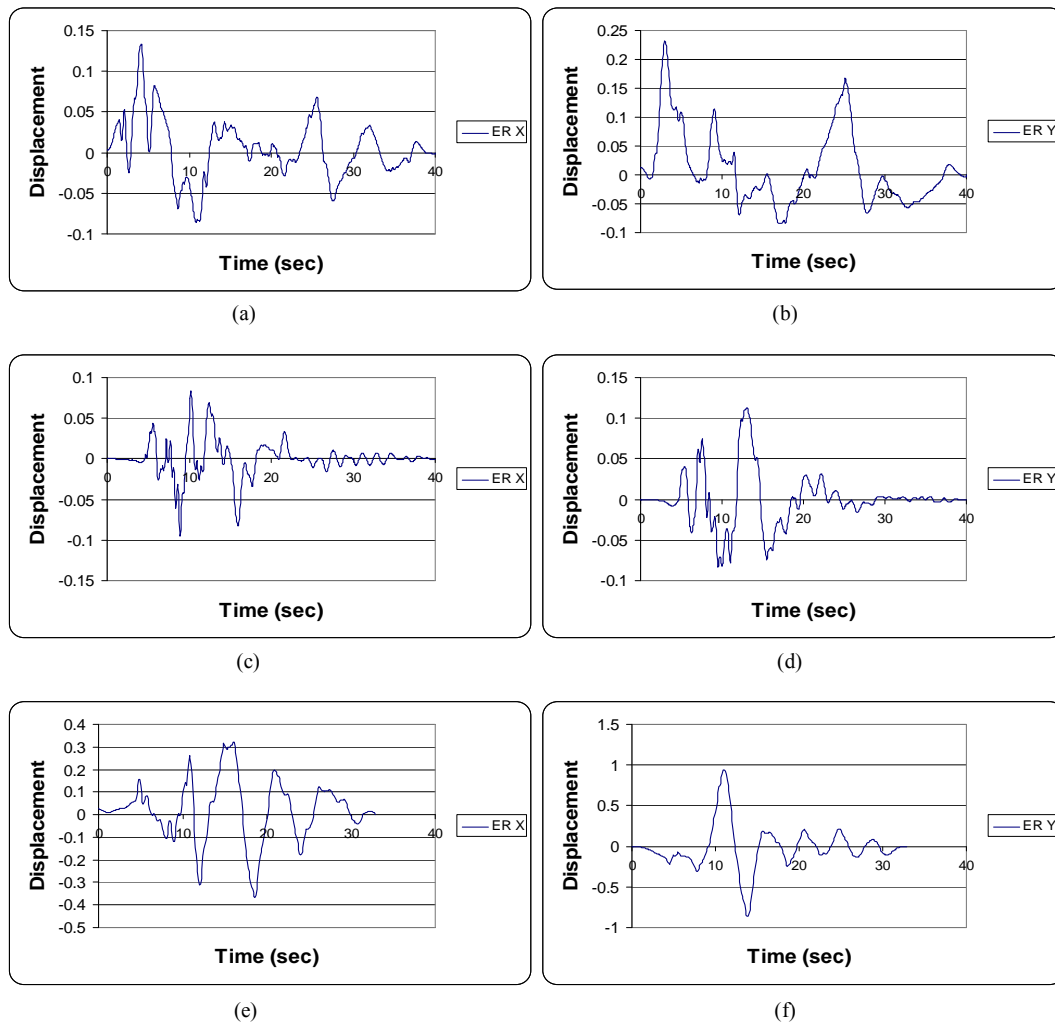 0.15
0.1
0.05
0
-0.05
-0.1
0 10 20 30 40
Displacement
Time (sec)
ER X
(a)
0.25
0.2
0.15
0.1
0.05
0
-0.05
-0.1
0 10 20 30 40
Displacement
Time (sec)
ER Y
(b)
0.1
0.05
0
-0.05
-0.1
-0.15
0 10 20 30 40
Displacement
Time (sec)
ER X
(c)
0.15
0.1
0.05
0
-0.05
-0.1
0 10 20 30 40
Displacement
Time (sec)
ER Y
(d)
0.4
0.3
0.2
0.1
0
-0.1
-0.2
-0.3
-0.4
-0.5
0 10 20 30 40
Displacement
Time (sec)
ER X
(e)
1.5
1
0.5
0
-0.5
-1
0 10 20 30 40
Displacement
Time (sec)
ER Y
(f)